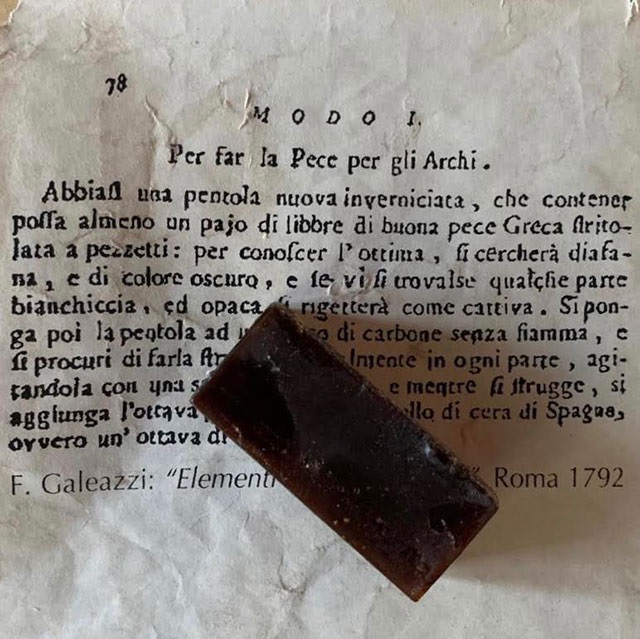 78
MODO I.
Per far la Pece per gli Archi.
Abbiasi una pentola nuova inverniciata, che contener
possa almeno un pajo di libbre di buona pece Greca strito-
lata a pezzetti: per conoscer l'ottima, si cercherà diafa-
na, e di colore oscuro, e se vi si trovasse qualche parte
bianchiccia, ed opaca si rigetterà come cattiva. Si pon-
ga poi la pentola ad di carbone senza fiamma, e
si procuri di farla in ogni parte, agi-
tandola con una e mentre si strugge, si
aggiunga l'ottava di cera di Spagna,
ovvero un' ottava di
F. Galeazzi: "Elementi Roma 1792